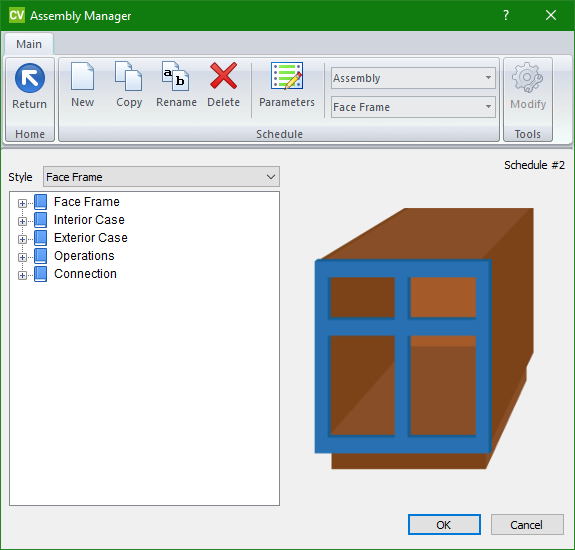 CV Assembly Manager ?
Main
Return
New
Copy
ab
Rename
Delete
Parameters
Assembly
Face Frame
Modify
Home
Schedule
Tools
Schedule #2
Style Face Frame
Face Frame
Interior Case
Exterior Case
Operations
Connection
OK
Cancel